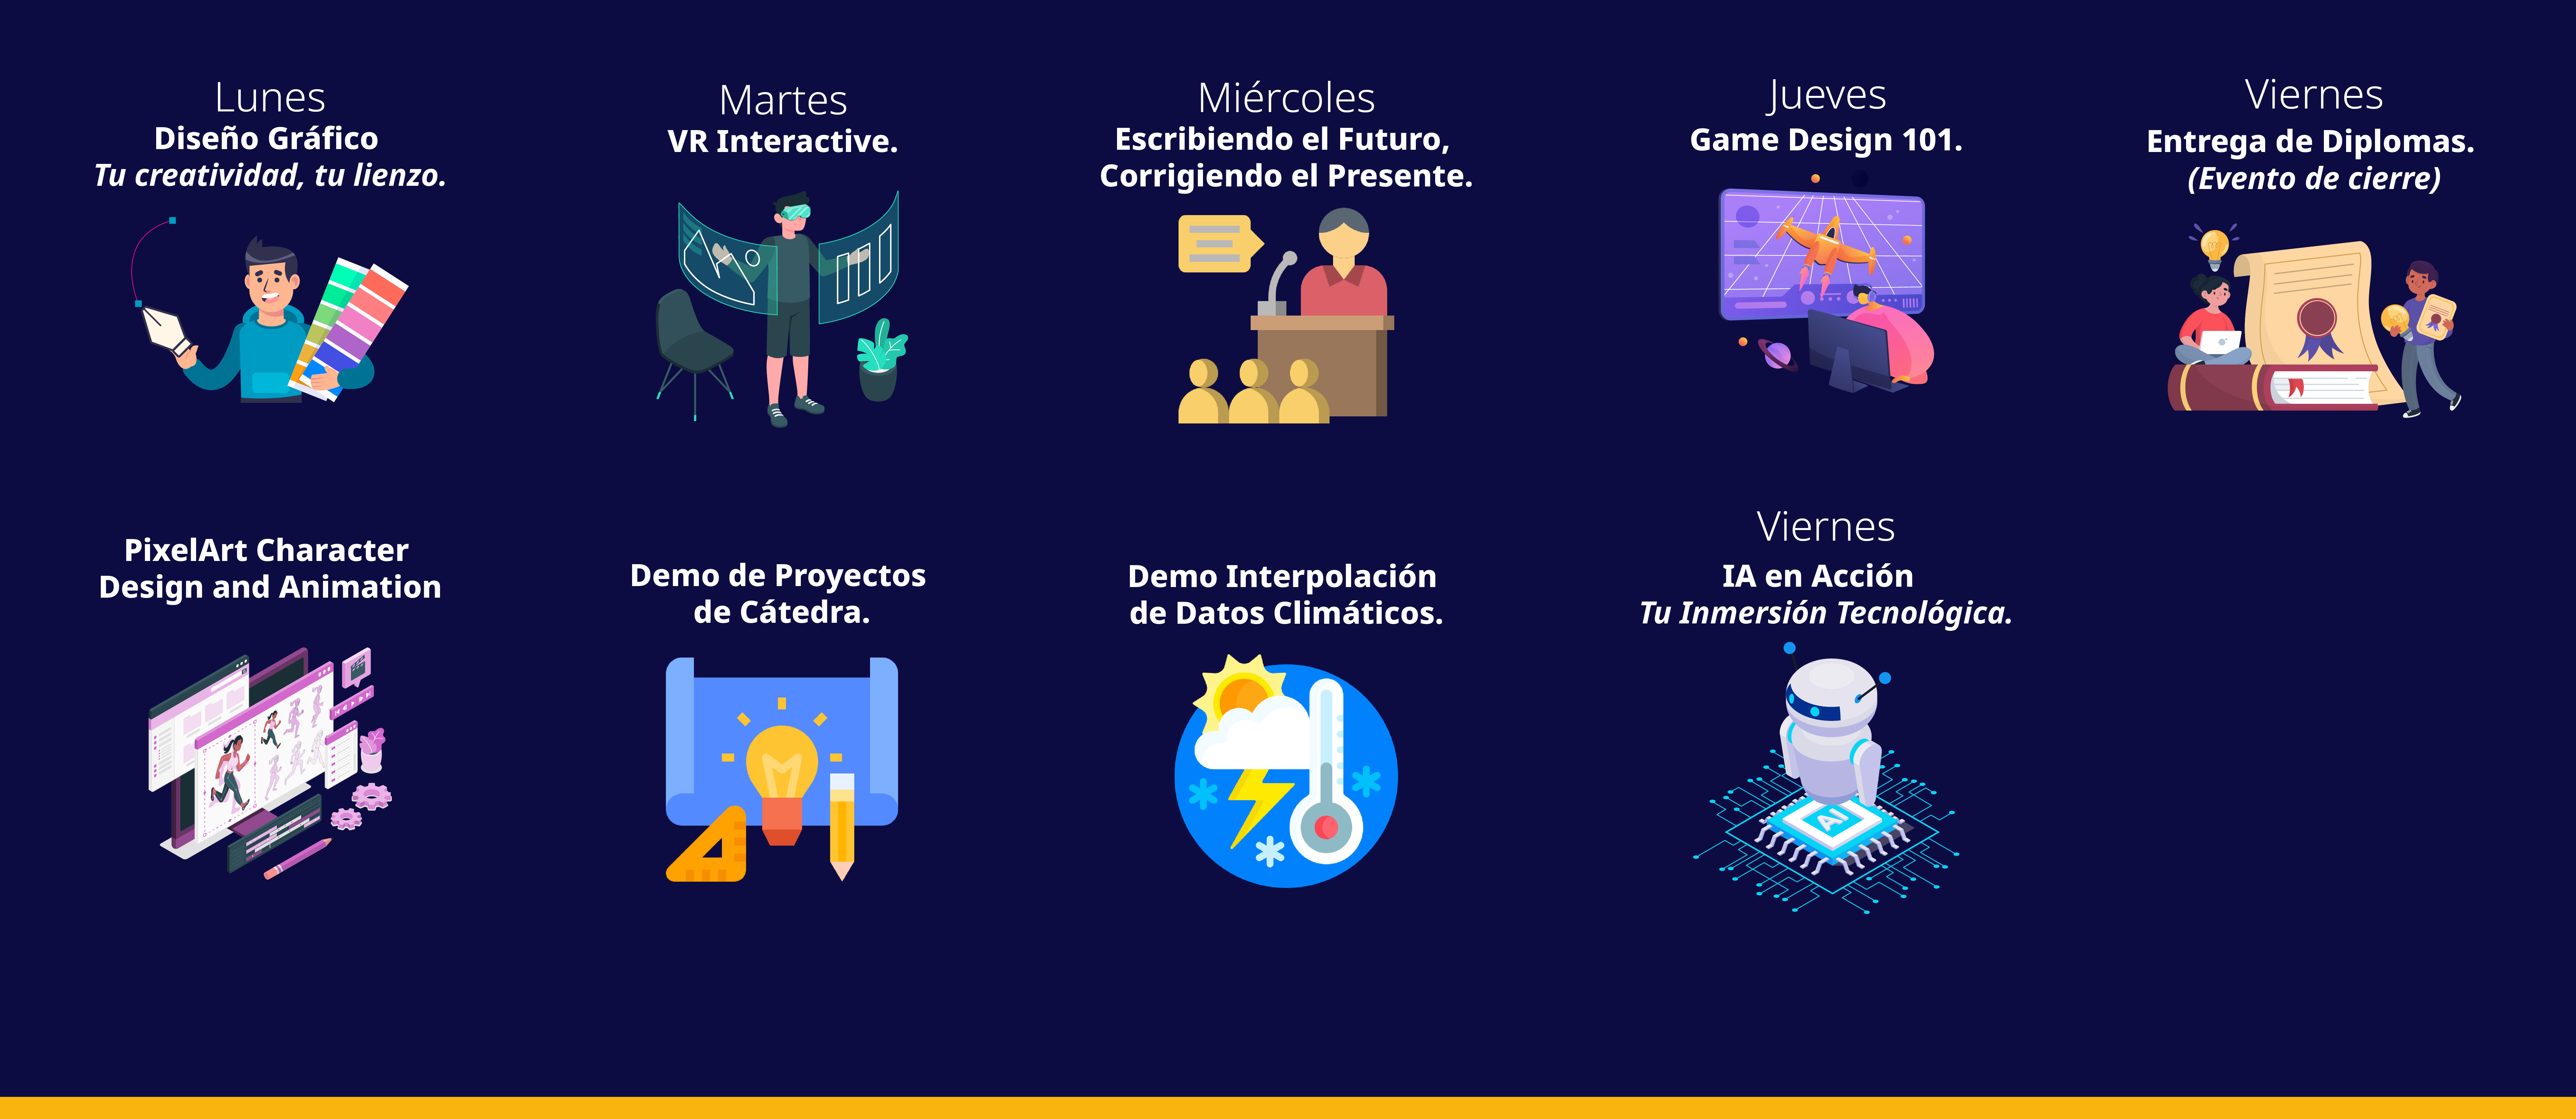 Lunes
Diseño Gráfico
Tu creatividad, tu lienzo.
Martes
VR Interactive.
Miércoles
Escribiendo el Futuro,
Corrigiendo el Presente.
Jueves
Game Design 101.
Viernes
Entrega de Diplomas.
(Evento de cierre)
PixelArt Character
Design and Animation
Demo de Proyectos
de Cátedra.
Demo Interpolación
de Datos Climáticos.
Viernes
IA en Acción
Tu Inmersión Tecnológica.
AI